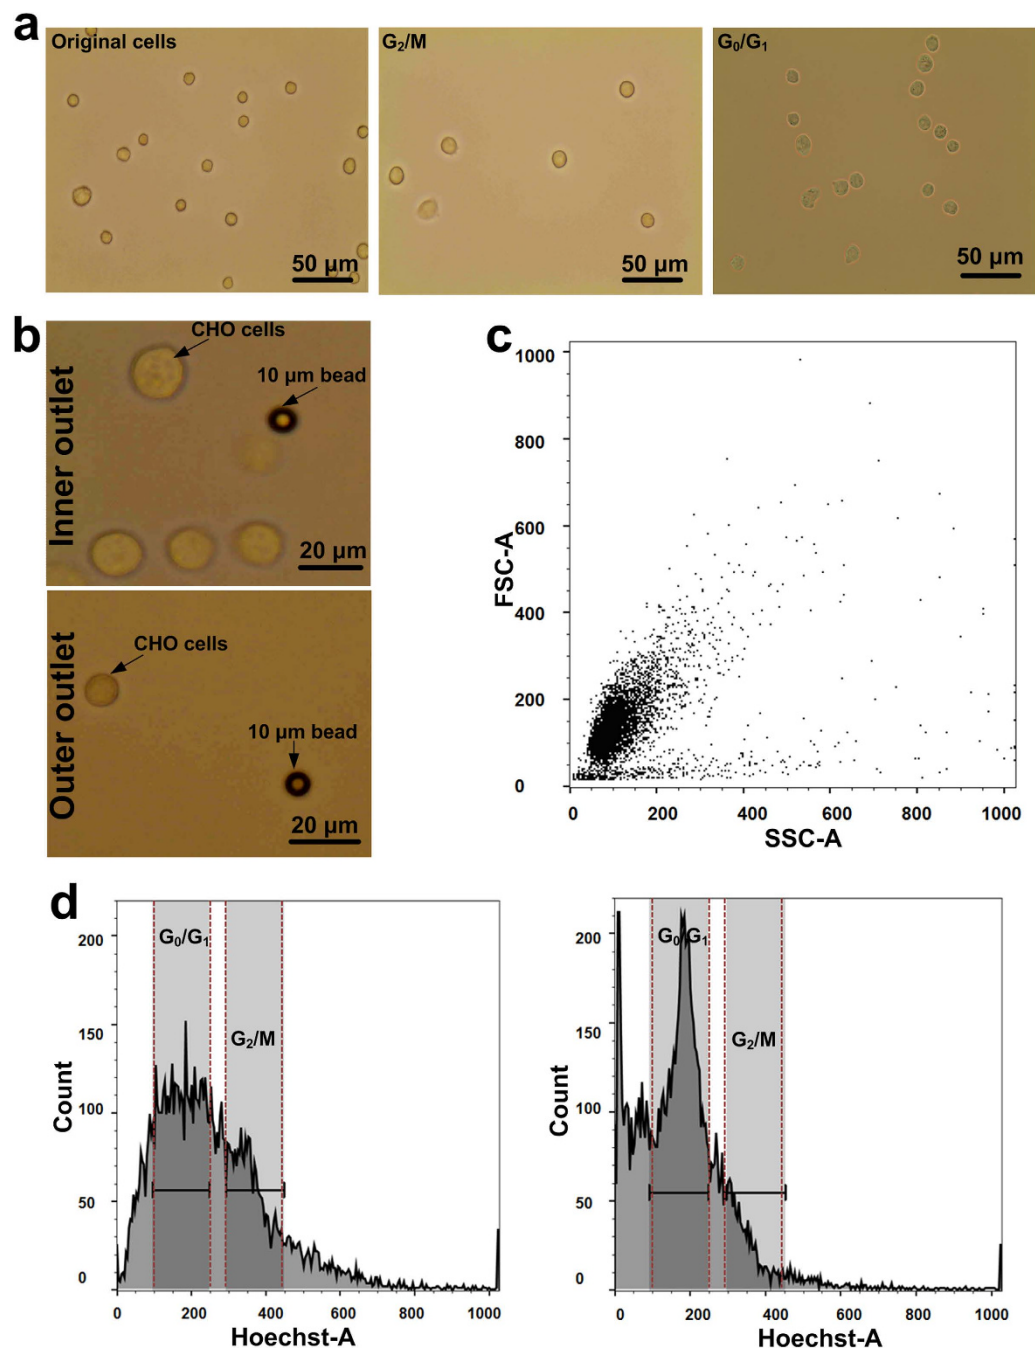 a
Original cells
G₂/M
G₀/G₁
50 µm
50 µm
50 µm
b
Inner outlet
CHO cells
10 µm bead
20 µm
Outer outlet
CHO cells
10 µm bead
20 µm
c
FSC-A
1000
800
600
400
200
0
0 200 400 600 800 1000
SSC-A
d
Count
200
150
100
50
0
G₀/G₁
G₂/M
0 200 400 600 800 1000
Hoechst-A
Count
200
150
100
50
0
G₀/G₁
G₂/M
0 200 400 600 800 1000
Hoechst-A